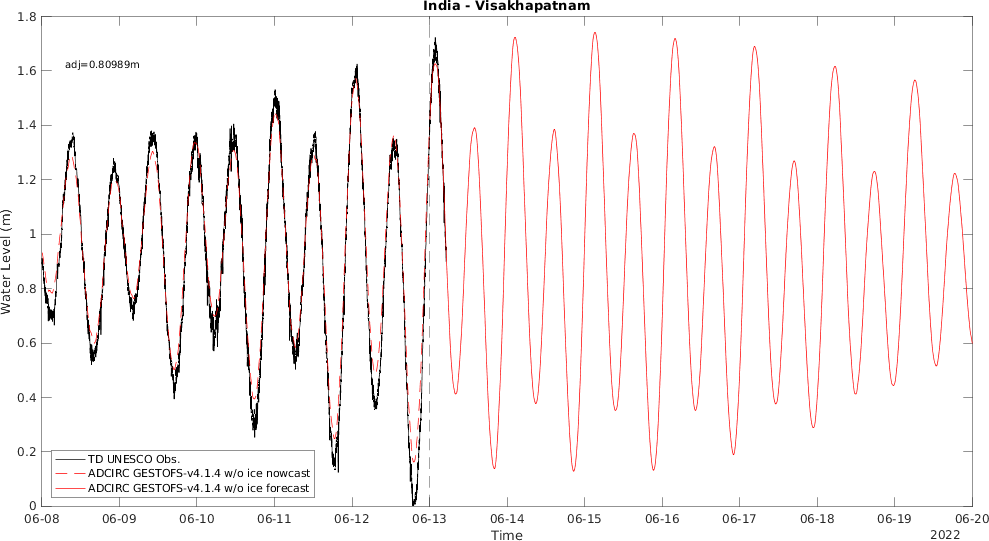 India - Visakhapatnam
1.8
1.6
1.4
1.2
1
0.8
0.6
0.4
0.2
0
Water Level (m)
adj=0.80989m
TD UNESCO Obs.
ADCIRC GESTOFS-v4.1.4 w/o ice nowcast
ADCIRC GESTOFS-v4.1.4 w/o ice forecast
06-08 06-09 06-10 06-11 06-12 06-13 06-14 06-15 06-16 06-17 06-18 06-19 06-20
Time
2022